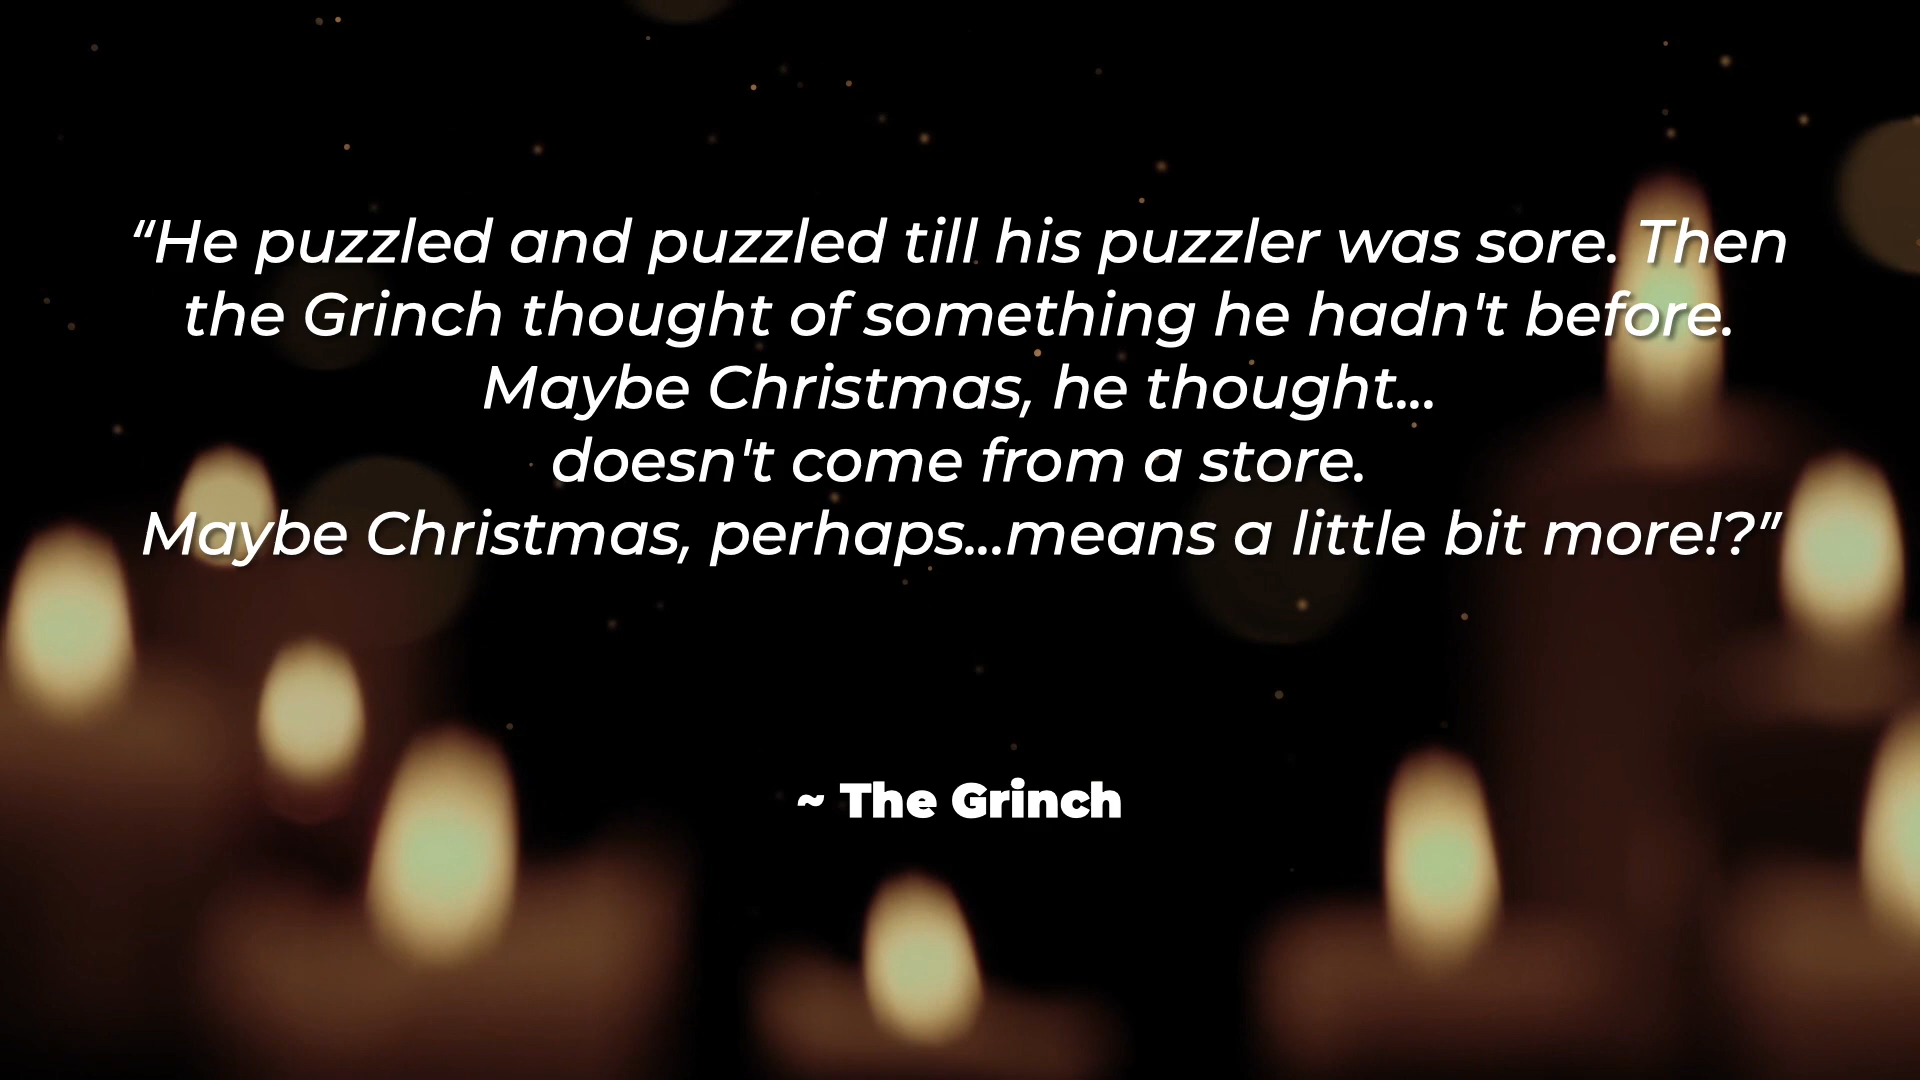 “He puzzled and puzzled till his puzzler was sore. Then
the Grinch thought of something he hadn't before.
Maybe Christmas, he thought...
doesn't come from a store.
Maybe Christmas, perhaps...means a little bit more!?”
~ The Grinch